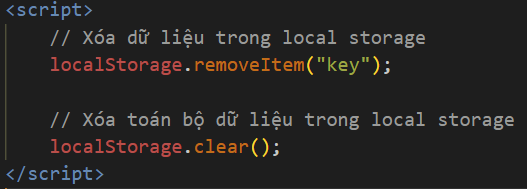 <script>
// Xóa dữ liệu trong local storage
localStorage.removeItem("key");
// Xóa toán bộ dữ liệu trong local storage
localStorage.clear();
</script>